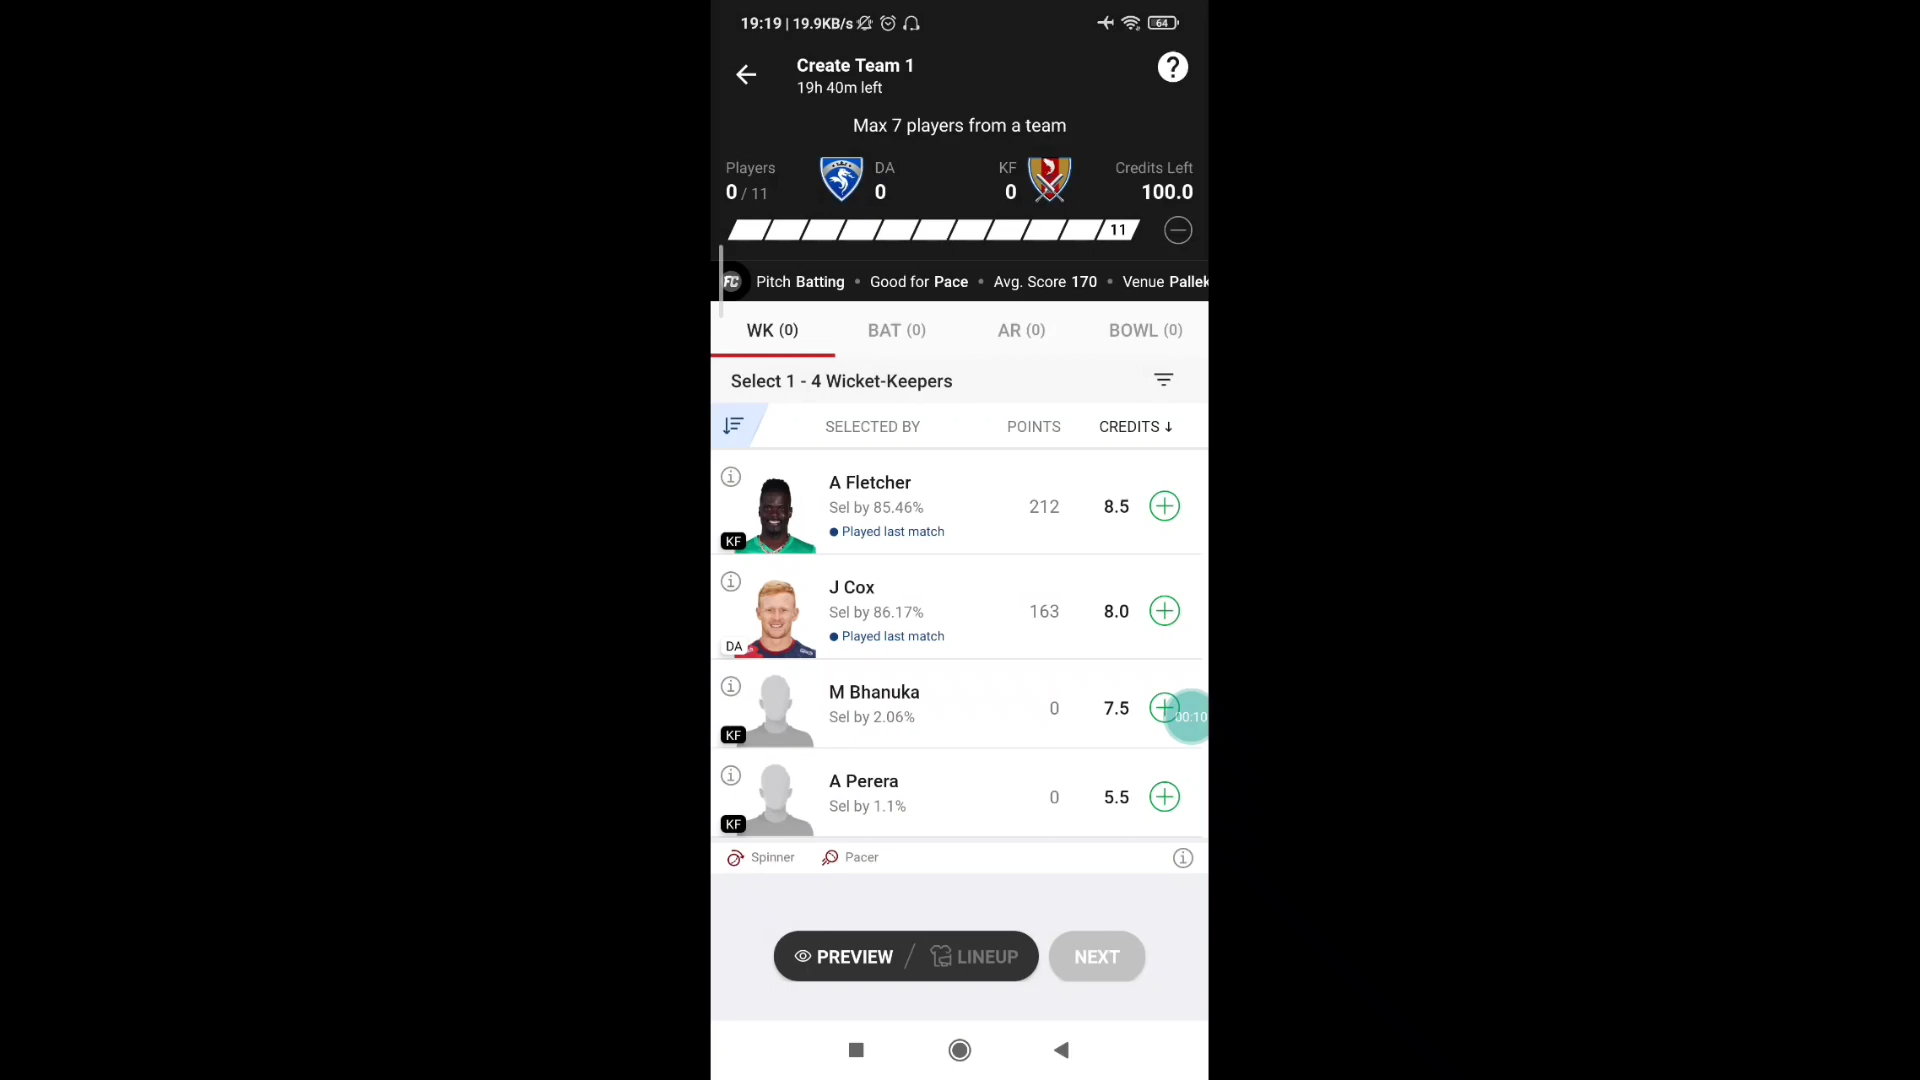 19:19 | 19.9KB/s 64
Create Team 1
19h 40m left
?
Max 7 players from a team
Players DA KF Credits Left
0 / 11 0 0 100.0
11
FC Pitch Batting • Good for Pace • Avg. Score 170 • Venue Pallek
WK (0) BAT (0) AR (0) BOWL (0)
Select 1 - 4 Wicket-Keepers
SELECTED BY POINTS CREDITS ↓
A Fletcher
Sel by 85.46% 212 8.5
Played last match
KF
J Cox
Sel by 86.17% 163 8.0
Played last match
DA
M Bhanuka
Sel by 2.06% 0 7.5
00:10
KF
A Perera
Sel by 1.1% 0 5.5
KF
Spinner Pacer
PREVIEW / LINEUP NEXT